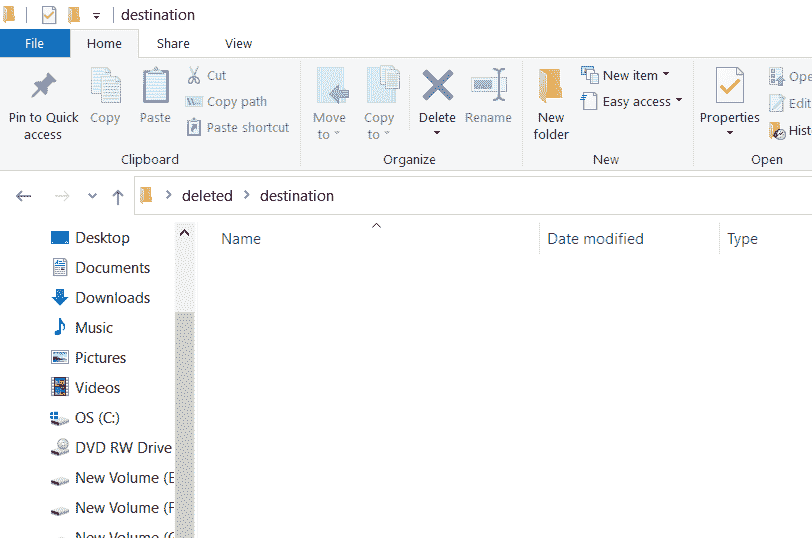 destination
File Home Share View
Pin to Quick access
Copy
Paste
Cut
Copy path
Paste shortcut
Clipboard
Move to
Copy to
Delete
Rename
Organize
New folder
New item
Easy access
New
Properties
Ope
Edit
Hist
Open
deleted destination
Name Date modified Type
Desktop
Documents
Downloads
Music
Pictures
Videos
OS (C:)
DVD RW Drive
New Volume (E
New Volume (F
New Volume (